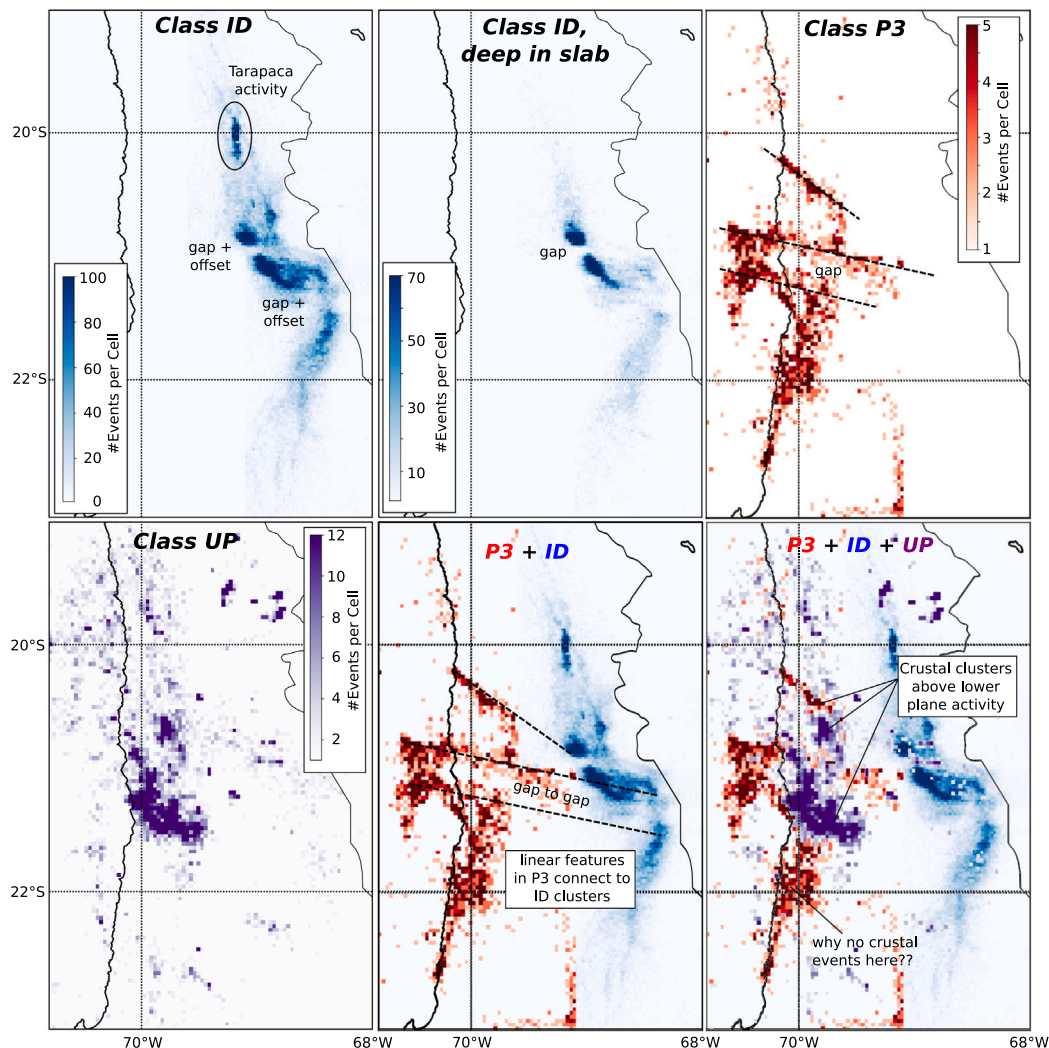 Class ID
Tarapaca
activity
20°S
gap +
offset
gap +
offset
22°S
100
80
60
40
20
0
#Events per Cell
Class ID,
deep in slab
gap
70
50
30
10
#Events per Cell
Class P3
5
4
3
2
1
#Events per Cell
gap
Class UP
12
10
8
6
4
2
#Events per Cell
20°S
22°S
70°W
P3 + ID
gap to gap
linear features
in P3 connect to
ID clusters
70°W
P3 + ID + UP
Crustal clusters
above lower
plane activity
why no crustal
events here??
68°W
70°W
68°W